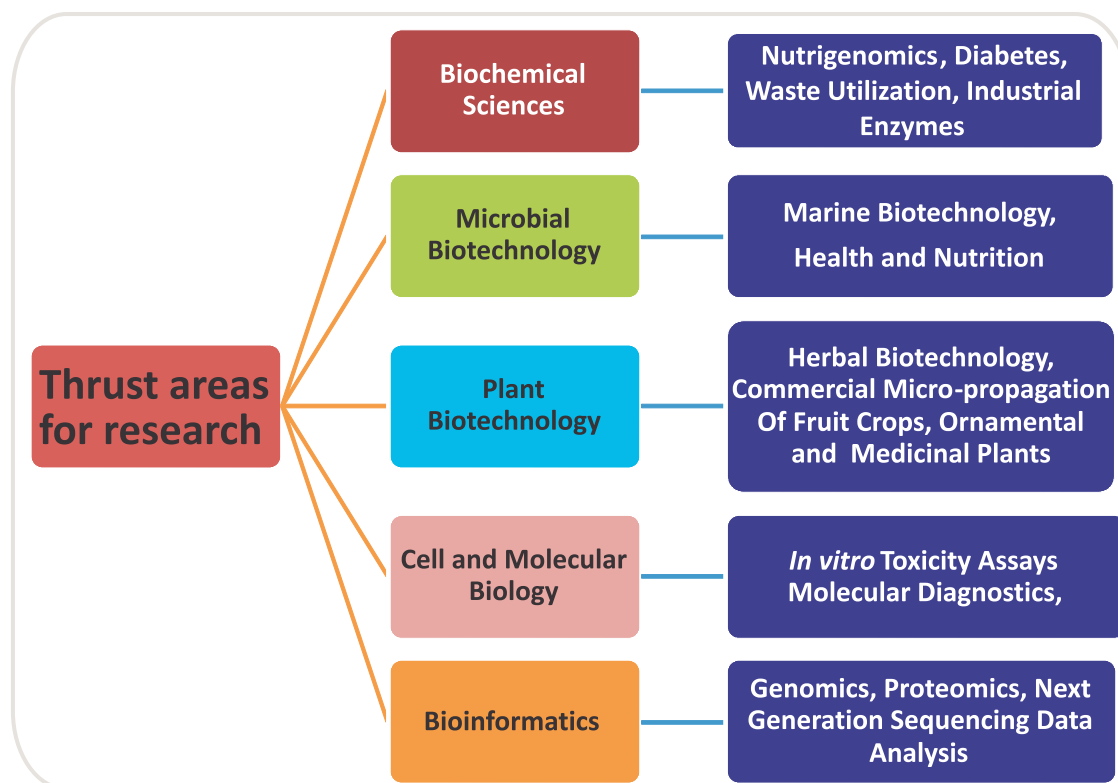 Thrust areas
for research
Biochemical
Sciences
Nutrigenomics, Diabetes,
Waste Utilization, Industrial
Enzymes
Microbial
Biotechnology
Marine Biotechnology,
Health and Nutrition
Plant
Biotechnology
Herbal Biotechnology,
Commercial Micro-propagation
Of Fruit Crops, Ornamental
and Medicinal Plants
Cell and Molecular
Biology
In vitro Toxicity Assays
Molecular Diagnostics,
Bioinformatics
Genomics, Proteomics, Next
Generation Sequencing Data
Analysis